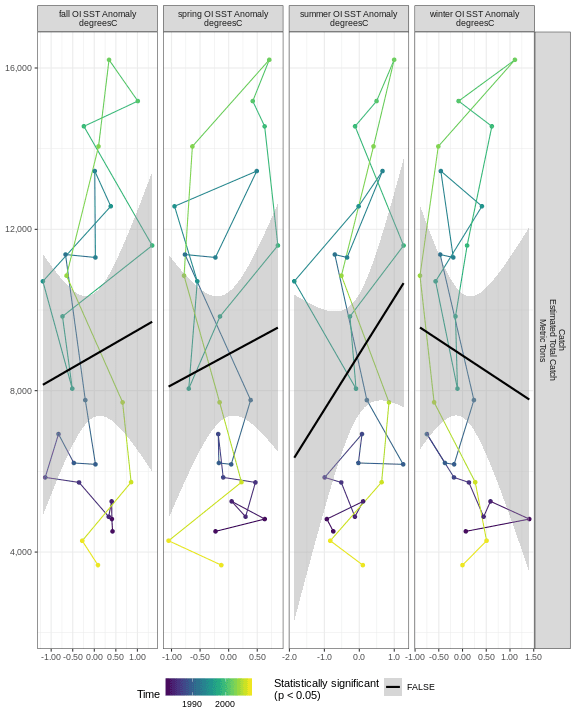 fall OI SST Anomaly
degreesC
spring OI SST Anomaly
degreesC
summer OI SST Anomaly
degreesC
winter OI SST Anomaly
degreesC
16,000
12,000
8,000
4,000
Catch
Estimated Total Catch
Metric Tons
-1.00 -0.50 0.00 0.50 1.00
-1.00 -0.50 0.00 0.50
-2.0 -1.0 0.0 1.0
-1.00 -0.50 0.00 0.50 1.00 1.50
Time
1990 2000
Statistically significant
(p < 0.05)
FALSE